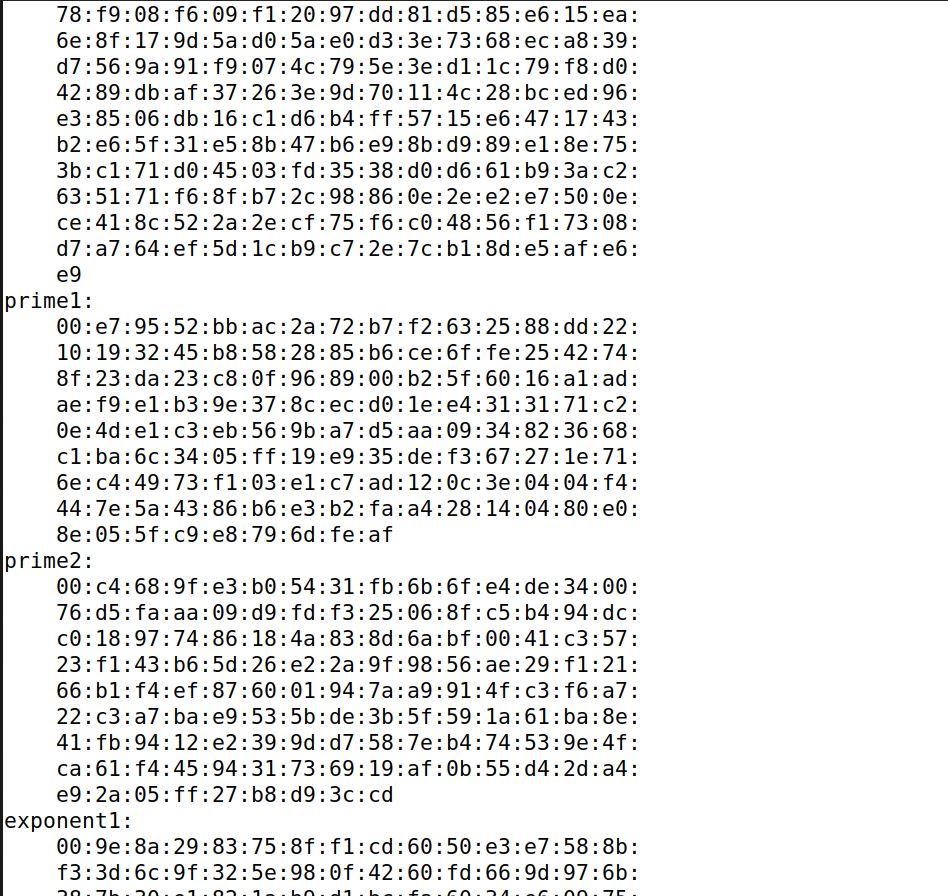 78:f9:08:f6:09:f1:20:97:dd:81:d5:85:e6:15:ea:
6e:8f:17:9d:5a:d0:5a:e0:d3:3e:73:68:ec:a8:39:
d7:56:9a:91:f9:07:4c:79:5e:3e:d1:1c:79:f8:d0:
42:89:db:af:37:26:3e:9d:70:11:4c:28:bc:ed:96:
e3:85:06:db:16:c1:d6:b4:ff:57:15:e6:47:17:43:
b2:e6:5f:31:e5:8b:47:b6:e9:8b:d9:89:e1:8e:75:
3b:c1:71:d0:45:03:fd:35:38:d0:d6:61:b9:3a:c2:
63:51:71:f6:8f:b7:2c:98:86:0e:2e:e2:e7:50:0e:
ce:41:8c:52:2a:2e:cf:75:f6:c0:48:56:f1:73:08:
d7:a7:64:ef:5d:1c:b9:c7:2e:7c:b1:8d:e5:af:e6:
e9
prime1:
00:e7:95:52:bb:ac:2a:72:b7:f2:63:25:88:dd:22:
10:19:32:45:b8:58:28:85:b6:ce:6f:fe:25:42:74:
8f:23:da:23:c8:0f:96:89:00:b2:5f:60:16:a1:ad:
ae:f9:e1:b3:9e:37:8c:ec:d0:1e:e4:31:31:71:c2:
0e:4d:e1:c3:eb:56:9b:a7:d5:aa:09:34:82:36:68:
c1:ba:6c:34:05:ff:19:e9:35:de:f3:67:27:1e:71:
6e:c4:49:73:f1:03:e1:c7:ad:12:0c:3e:04:04:f4:
44:7e:5a:43:86:b6:e3:b2:fa:a4:28:14:04:80:e0:
8e:05:5f:c9:e8:79:6d:fe:af
prime2:
00:c4:68:9f:e3:b0:54:31:fb:6b:6f:e4:de:34:00:
76:d5:fa:aa:09:d9:fd:f3:25:06:8f:c5:b4:94:dc:
c0:18:97:74:86:18:4a:83:8d:6a:bf:00:41:c3:57:
23:f1:43:b6:5d:26:e2:2a:9f:98:56:ae:29:f1:21:
66:b1:f4:ef:87:60:01:94:7a:a9:91:4f:c3:f6:a7:
22:c3:a7:ba:e9:53:5b:de:3b:5f:59:1a:61:ba:8e:
41:fb:94:12:e2:39:9d:d7:58:7e:b4:74:53:9e:4f:
ca:61:f4:45:94:31:73:69:19:af:0b:55:d4:2d:a4:
e9:2a:05:ff:27:b8:d9:3c:cd
exponent1:
00:9e:8a:29:83:75:8f:f1:cd:60:50:e3:e7:58:8b:
f3:3d:6c:9f:32:5e:98:0f:42:60:fd:66:9d:97:6b: